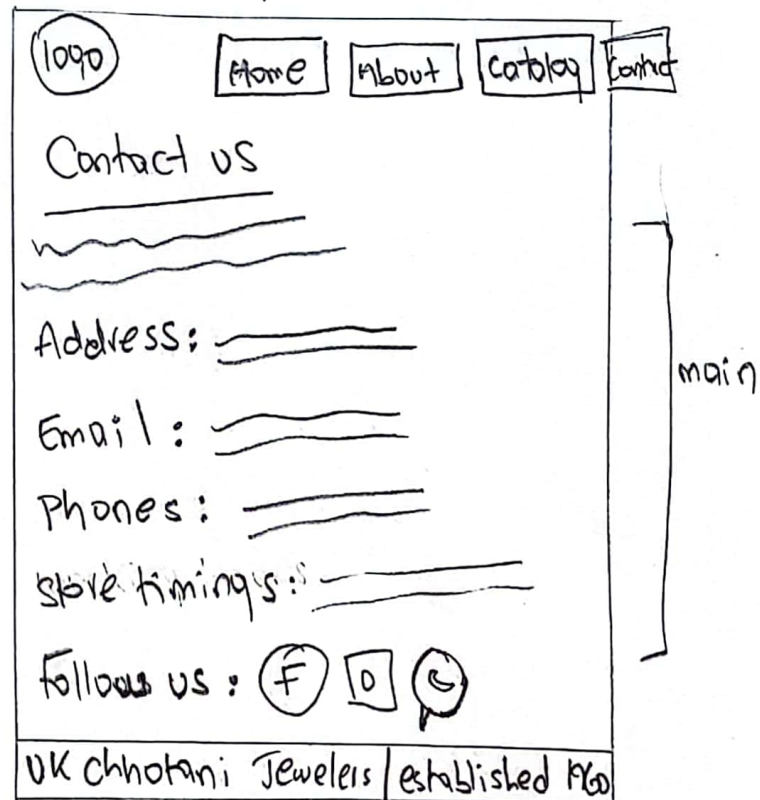 logo Home About Catalog Contact
Contact us
Address:
Email:
Phones:
main
Store timings:
Follow us: F
UK Chhotani Jewelers | established 1960